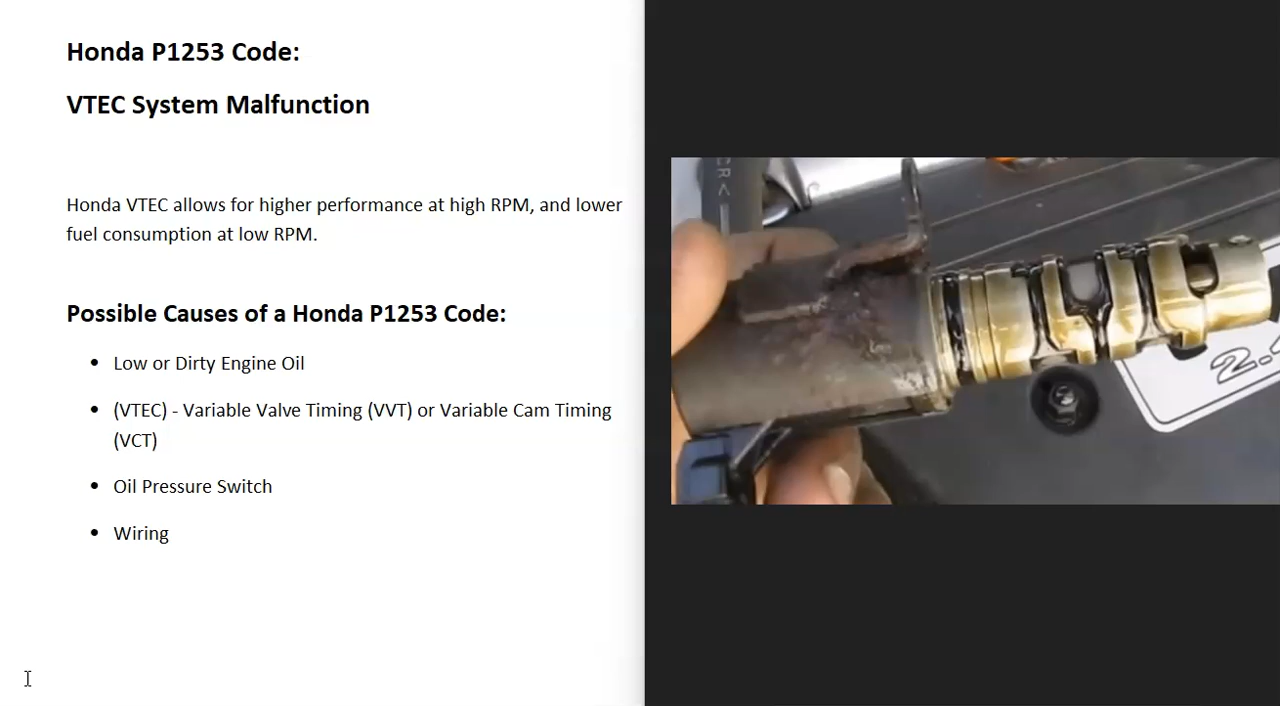 Honda P1253 Code:
VTEC System Malfunction
Honda VTEC allows for higher performance at high RPM, and lower
fuel consumption at low RPM.
Possible Causes of a Honda P1253 Code:
• Low or Dirty Engine Oil
• (VTEC) - Variable Valve Timing (VVT) or Variable Cam Timing
(VCT)
• Oil Pressure Switch
• Wiring
CR<
2.